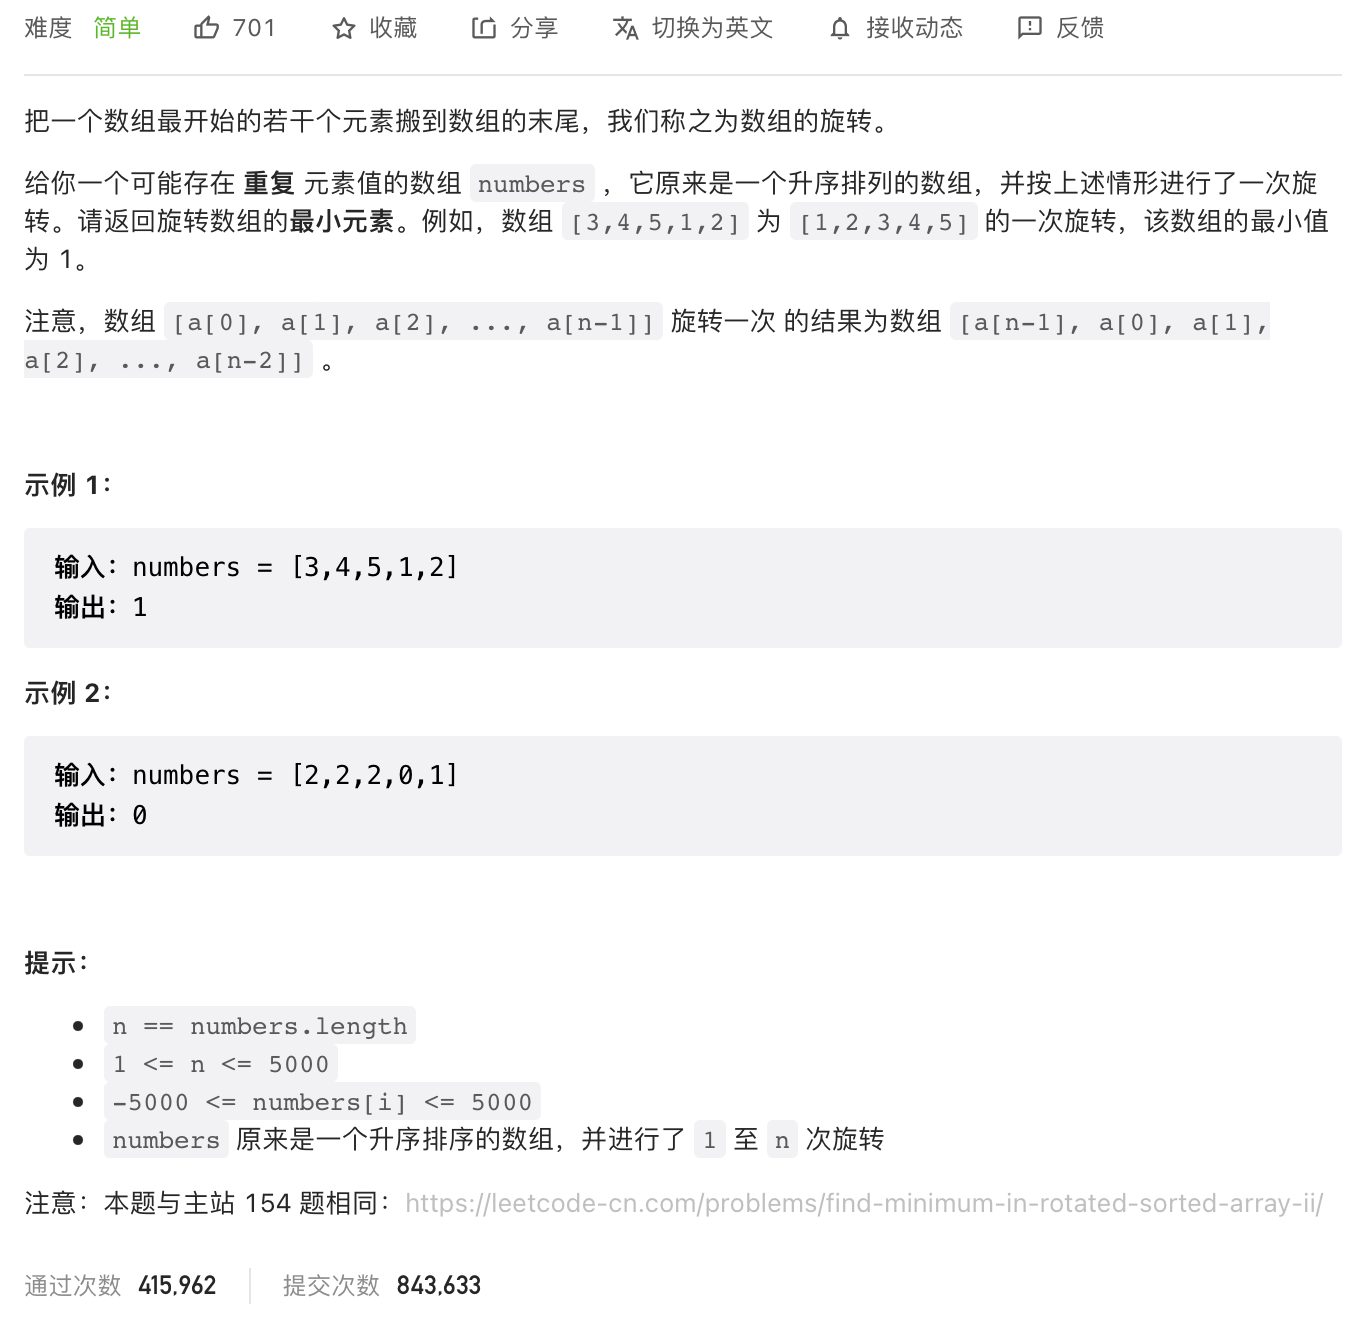 难度 简单 701 收藏 分享 切换为英文 接收动态 反馈
把一个数组最开始的若干个元素搬到数组的末尾，我们称之为数组的旋转。
给你一个可能存在 重复 元素值的数组 numbers ，它原来是一个升序排列的数组，并按上述情形进行了一次旋
转。请返回旋转数组的最小元素。例如，数组 [3,4,5,1,2] 为 [1,2,3,4,5] 的一次旋转，该数组的最小值
为 1。
注意，数组 [a[0], a[1], a[2], ..., a[n-1]] 旋转一次 的结果为数组 [a[n-1], a[0], a[1],
a[2], ..., a[n-2]] 。
示例 1：
输入：numbers = [3,4,5,1,2]
输出：1
示例 2：
输入：numbers = [2,2,2,0,1]
输出：0
提示：
• n == numbers.length
• 1 <= n <= 5000
• -5000 <= numbers[i] <= 5000
• numbers 原来是一个升序排序的数组，并进行了 1 至 n 次旋转
注意：本题与主站 154 题相同：https://leetcode-cn.com/problems/find-minimum-in-rotated-sorted-array-ii/
通过次数 415,962 提交次数 843,633